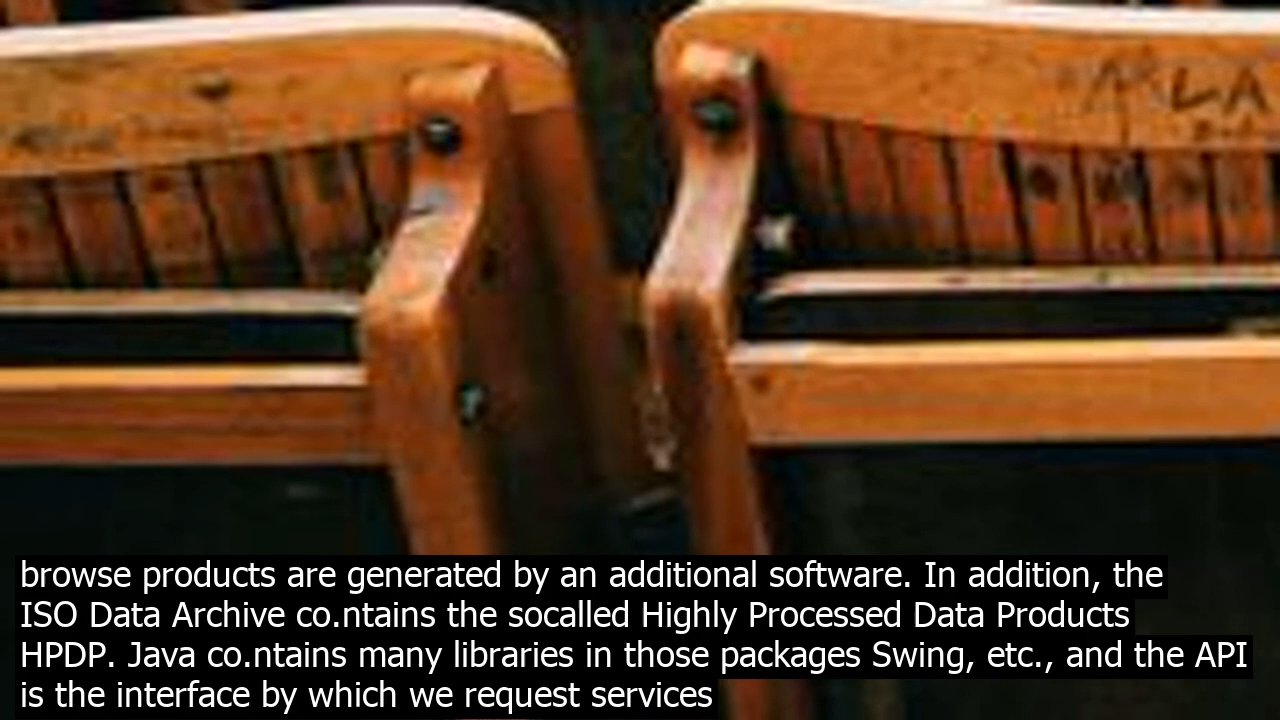 LA
browse products are generated by an additional software. In addition, the
ISO Data Archive co.ntains the socalled Highly Processed Data Products
HPDP. Java co.ntains many libraries in those packages Swing, etc., and the API
is the interface by which we request services